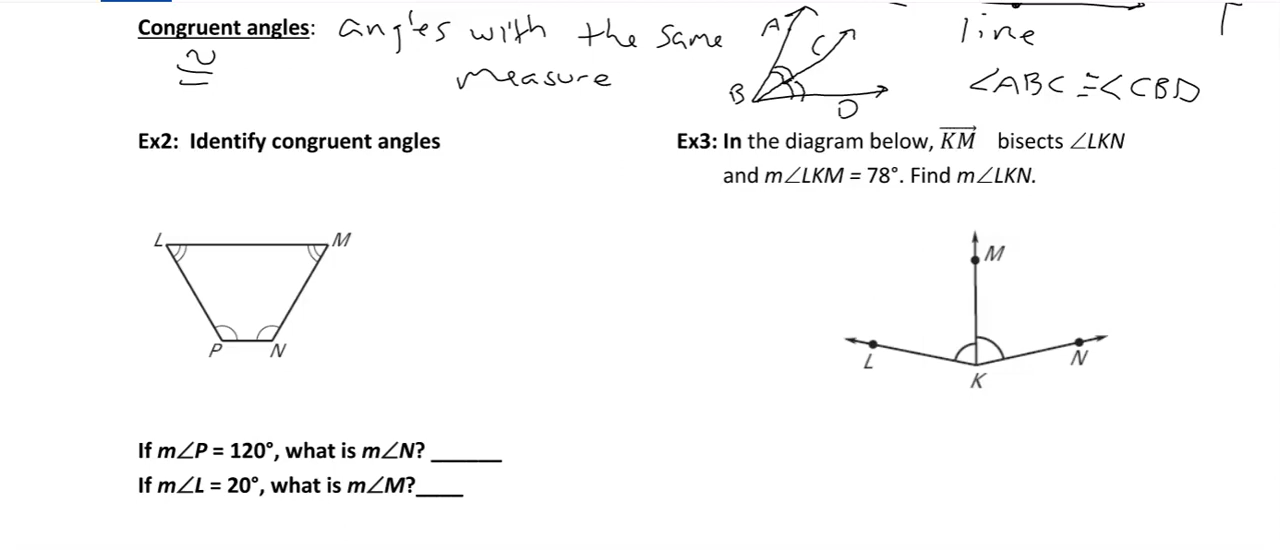 Congruent angles: angles with the same A C line
≅ measure B D ∠ABC ≅ ∠CBD
Ex2: Identify congruent angles
Ex3: In the diagram below, KM bisects ∠LKN
and m∠LKM = 78°. Find m∠LKN.
L M
P N
M
L N
K
If m∠P = 120°, what is m∠N? ______
If m∠L = 20°, what is m∠M?____